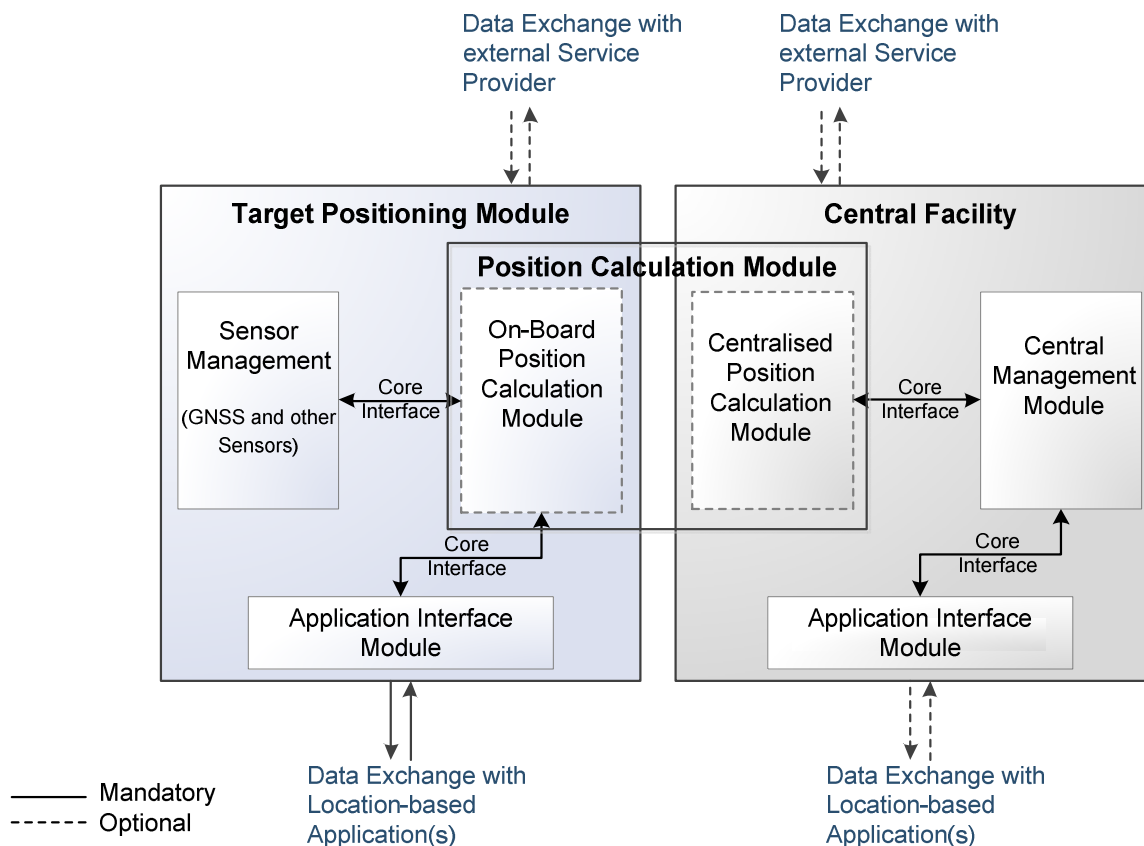 Data Exchange with
external Service
Provider
Data Exchange with
external Service
Provider
Target Positioning Module
Central Facility
Position Calculation Module
Sensor
Management
(GNSS and other
Sensors)
Core
Interface
On-Board
Position
Calculation
Module
Centralised
Position
Calculation
Module
Core
Interface
Central
Management
Module
Core
Interface
Core
Interface
Application Interface
Module
Application Interface
Module
Data Exchange with
Location-based
Application(s)
Data Exchange with
Location-based
Application(s)
Mandatory
Optional